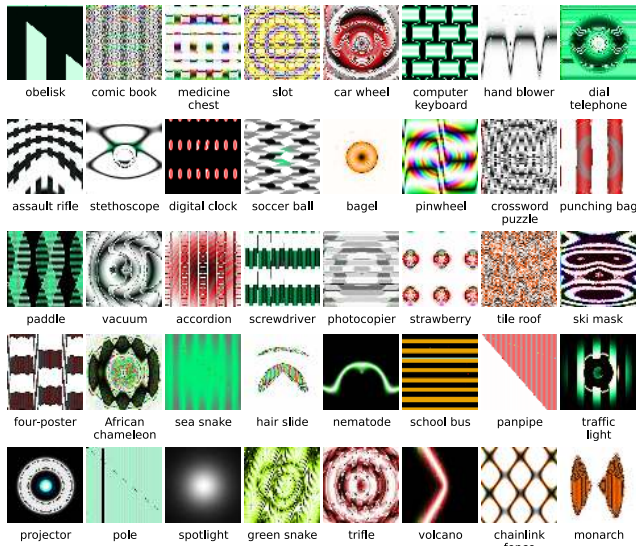 obelisk
comic book
medicine
chest
slot
car wheel
computer
keyboard
hand blower
dial
telephone
assault rifle
stethoscope
digital clock
soccer ball
bagel
pinwheel
crossword
puzzle
punching bag
paddle
vacuum
accordion
screwdriver
photocopier
strawberry
tile roof
ski mask
four-poster
African
chameleon
sea snake
hair slide
nematode
school bus
panpipe
traffic
light
projector
pole
spotlight
green snake
trifle
volcano
chainlink
fence
monarch